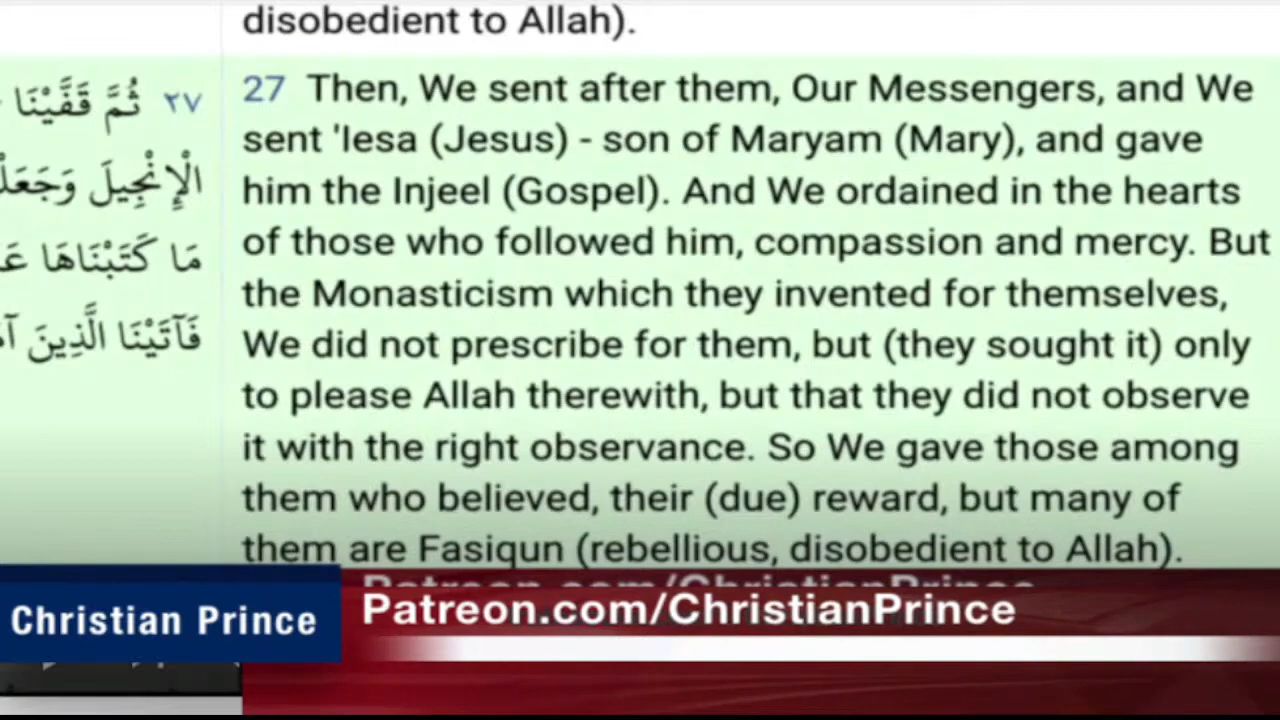 disobedient to Allah).
٢٧ ثُمَّ قَفَّيْنَا
الْإِنْجِيلَ
مَا كَتَبْنَاهَا
فَآتَيْنَا الَّذِينَ
27 Then, We sent after them, Our Messengers, and We
sent 'Iesa (Jesus) - son of Maryam (Mary), and gave
him the Injeel (Gospel). And We ordained in the hearts
of those who followed him, compassion and mercy. But
the Monasticism which they invented for themselves,
We did not prescribe for them, but (they sought it) only
to please Allah therewith, but that they did not observe
it with the right observance. So We gave those among
them who believed, their (due) reward, but many of
them are Fasiqun (rebellious, disobedient to Allah).
Patreon.com/ChristianPrince
Christian Prince
Patreon.com/ChristianPrince